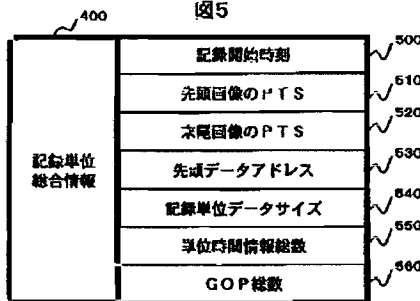 図5
400
記録単位
総合情報
記録開始時刻
500
先頭画像のPTS
510
末尾画像のPTS
520
先頭データアドレス
530
記録単位データサイズ
540
単位時間情報総数
550
GOP総数
560